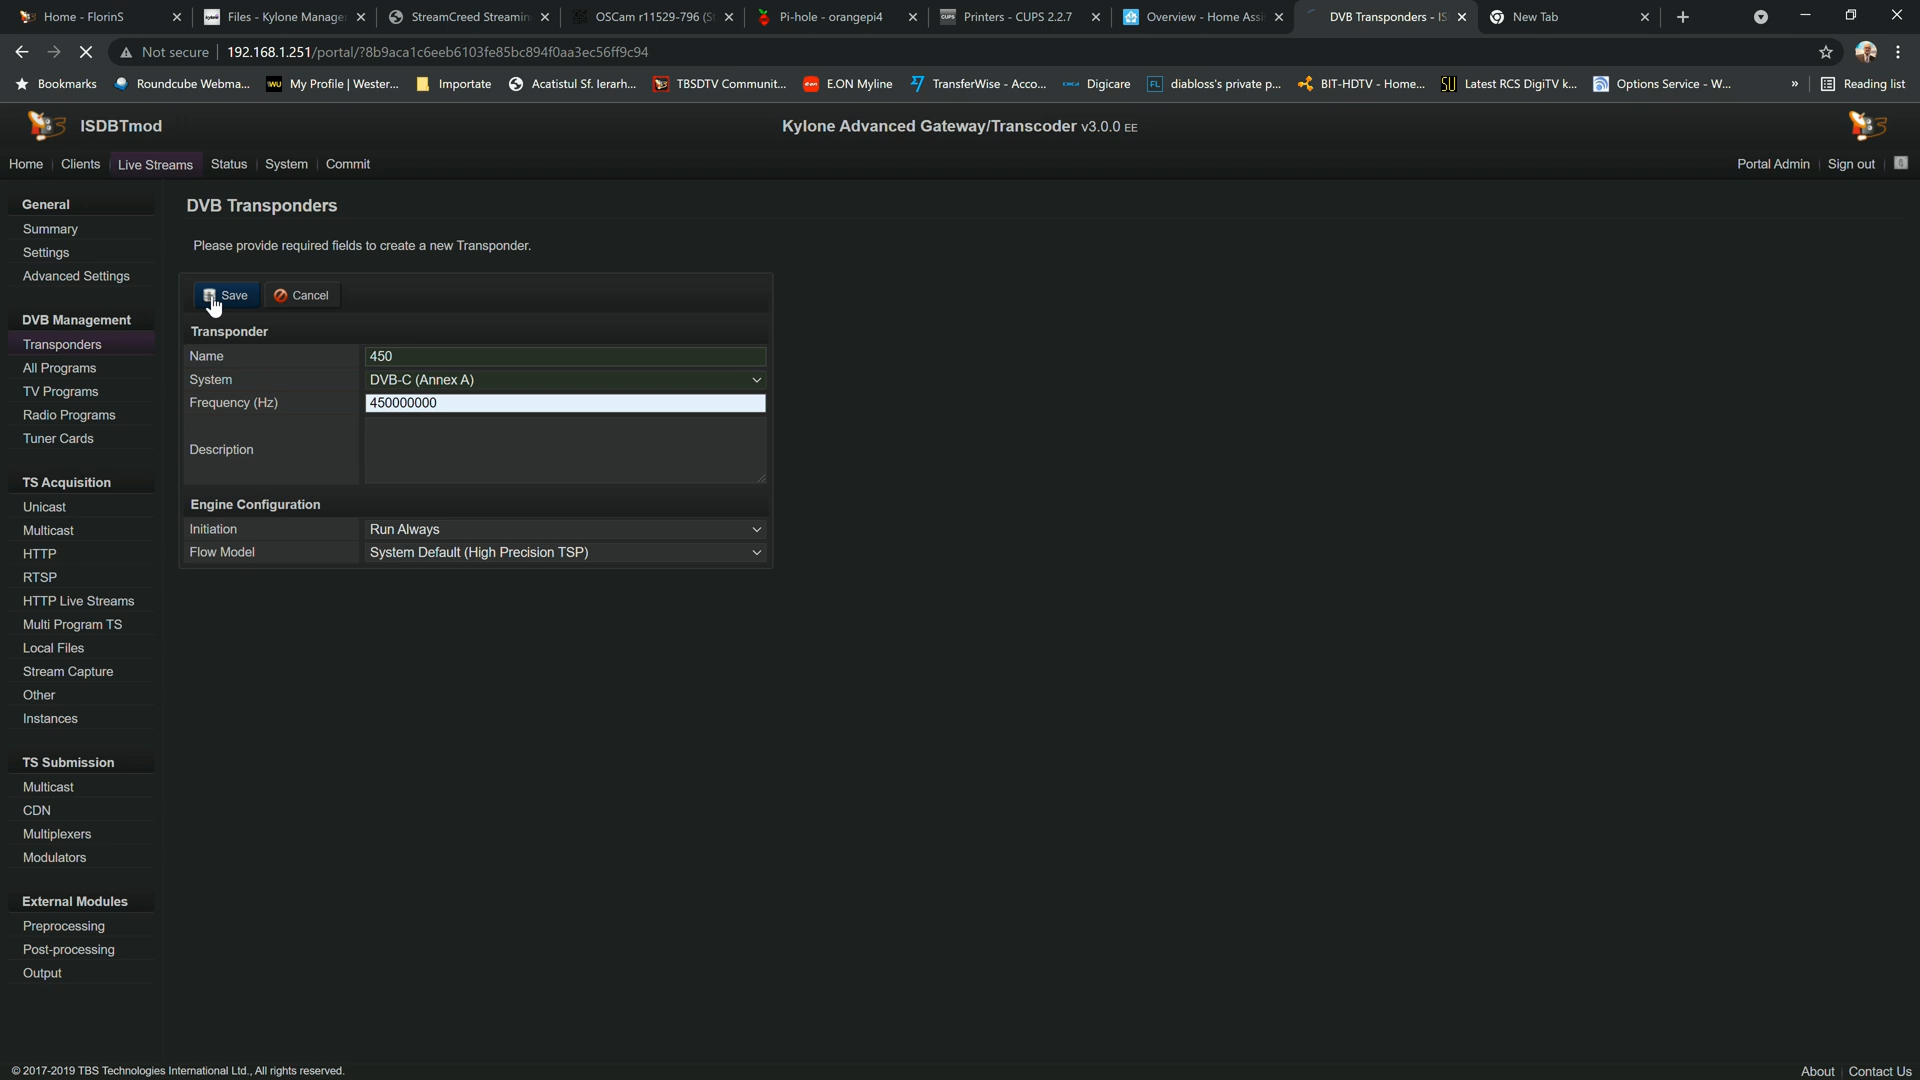 Home - FlorinS
Files - Kylone Manage
StreamCreed Streamin
OSCam r11529-796 (S
Pi-hole - orangepi4
Printers - CUPS 2.2.7
Overview - Home Assi
DVB Transponders - IS
New Tab
Not secure
192.168.1.251/portal/?8b9aca1c6eeb6103fe85bc894f0aa3ec56ff9c94
Bookmarks
Roundcube Webma...
My Profile | Wester...
Importate
Acatistul Sf. Ierarh...
TBSDTV Communit...
E.ON Myline
TransferWise - Acco...
Digicare
FL diabloss's private p...
BIT-HDTV - Home...
SU Latest RCS DigiTV k...
Options Service - W...
»
Reading list
ISDBTmod
Kylone Advanced Gateway/Transcoder v3.0.0 EE
Home
Clients
Live Streams
Status
System
Commit
Portal Admin
Sign out
General
Summary
Settings
Advanced Settings
DVB Management
Transponders
All Programs
TV Programs
Radio Programs
Tuner Cards
TS Acquisition
Unicast
Multicast
HTTP
RTSP
HTTP Live Streams
Multi Program TS
Local Files
Stream Capture
Other
Instances
TS Submission
Multicast
CDN
Multiplexers
Modulators
External Modules
Preprocessing
Post-processing
Output
DVB Transponders
Please provide required fields to create a new Transponder.
Save
Cancel
Transponder
Name 450
System DVB-C (Annex A)
Frequency (Hz) 450000000
Description
Engine Configuration
Initiation Run Always
Flow Model System Default (High Precision TSP)
© 2017-2019 TBS Technologies International Ltd., All rights reserved.
About
Contact Us